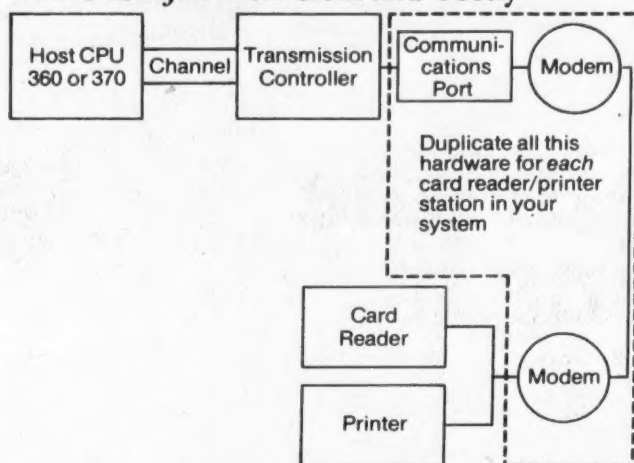 Host CPU
360 or 370
Channel
Transmission
Controller
Communi-
cations
Port
Modem
Duplicate all this
hardware for each
card reader/printer
station in your
system
Card
Reader
Printer
Modem